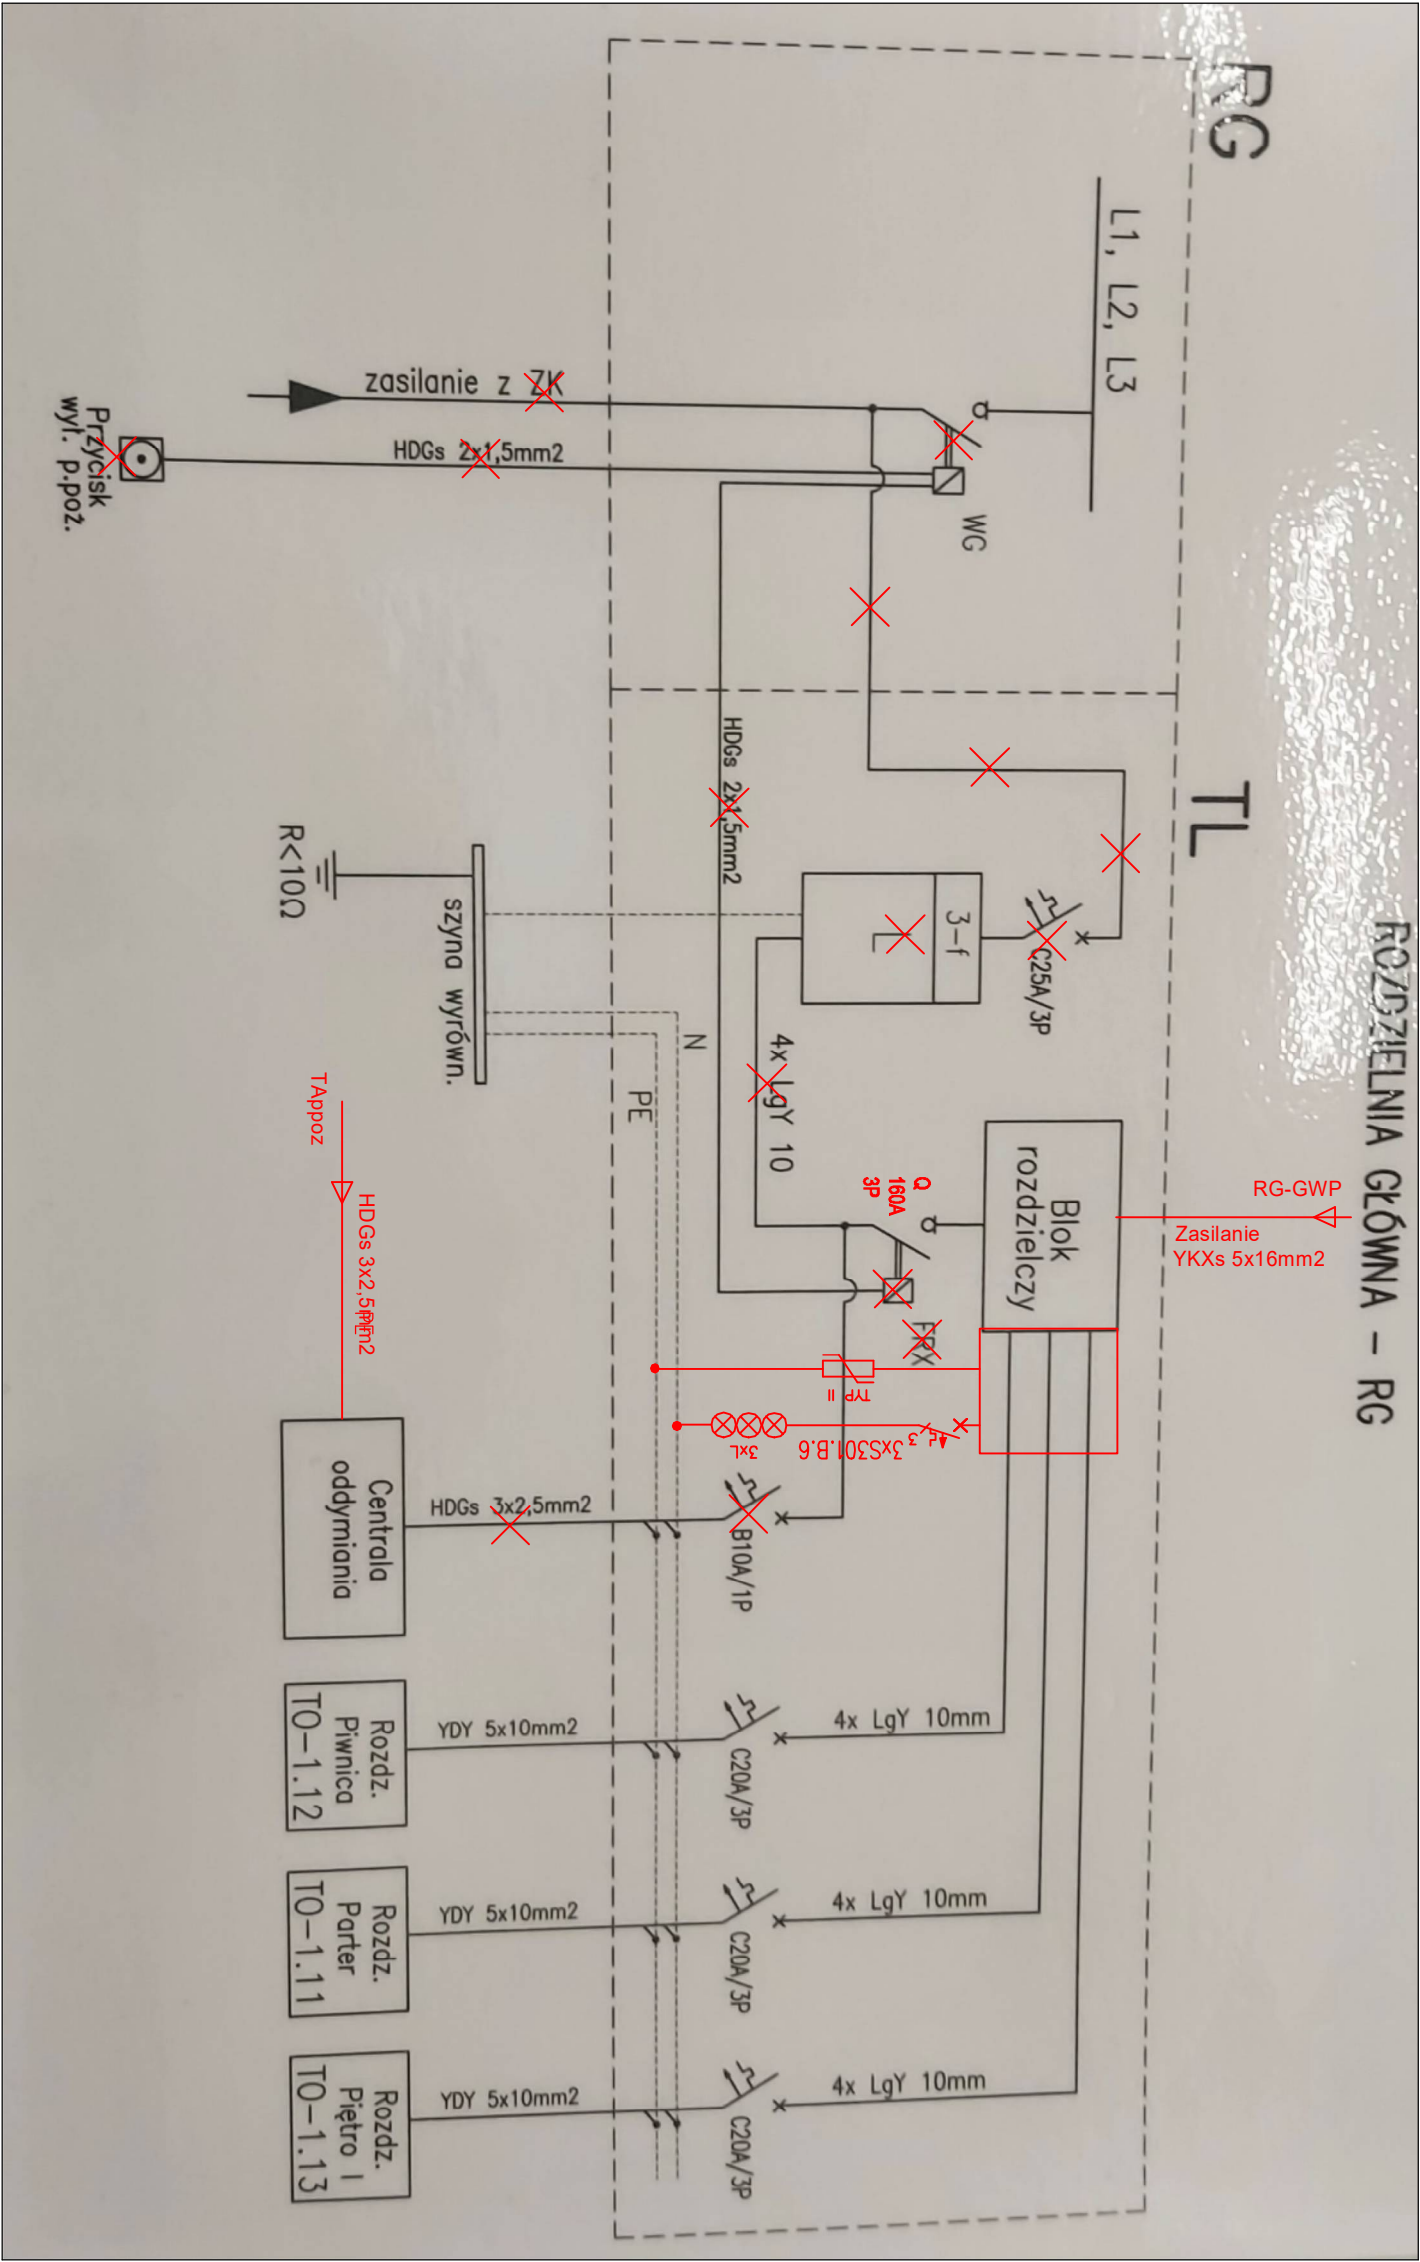 ROZDZIELNIA GŁÓWNA - RG
RG
TL
L1, L2, L3
zasilanie z ZK
HDGs 2x1,5mm2
Przycisk
wył. p.poż.
WG
HDGs 2x1,5mm2
C25A/3P
3-f
L
4x LgY 10
szyna wyrówn.
R<10Ω
N
PE
Blok
rozdzielczy
RG-GWP
Zasilanie
YKXs 5x16mm2
Q
160A
3P
FRX
TYP II
3xS301.B.6
3
3xL
TAppoz
HDGs 3x2,5mm2
Centrala
oddymiania
HDGs 3x2,5mm2
B10A/1P
Rozdz.
Piwnica
TO-1.12
YDY 5x10mm2
C20A/3P
4x LgY 10mm
Rozdz.
Parter
TO-1.11
YDY 5x10mm2
C20A/3P
4x LgY 10mm
Rozdz.
Piętro I
TO-1.13
YDY 5x10mm2
C20A/3P
4x LgY 10mm